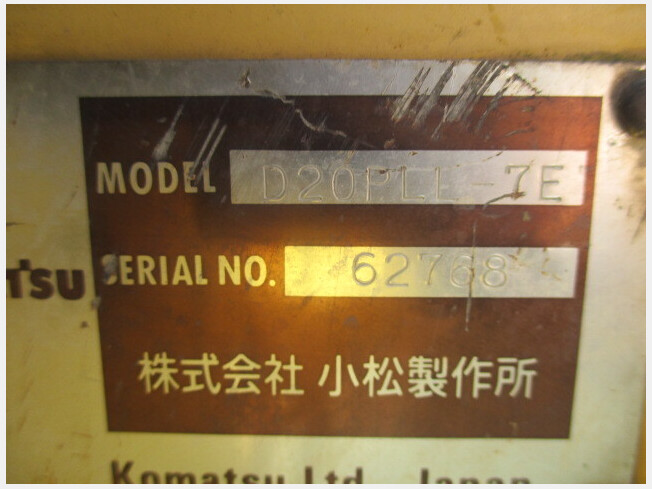 MODEL D20PLL-7E
TSU
SERIAL NO. 62768
株式会社 小松製作所
Komatsu Ltd. Japan